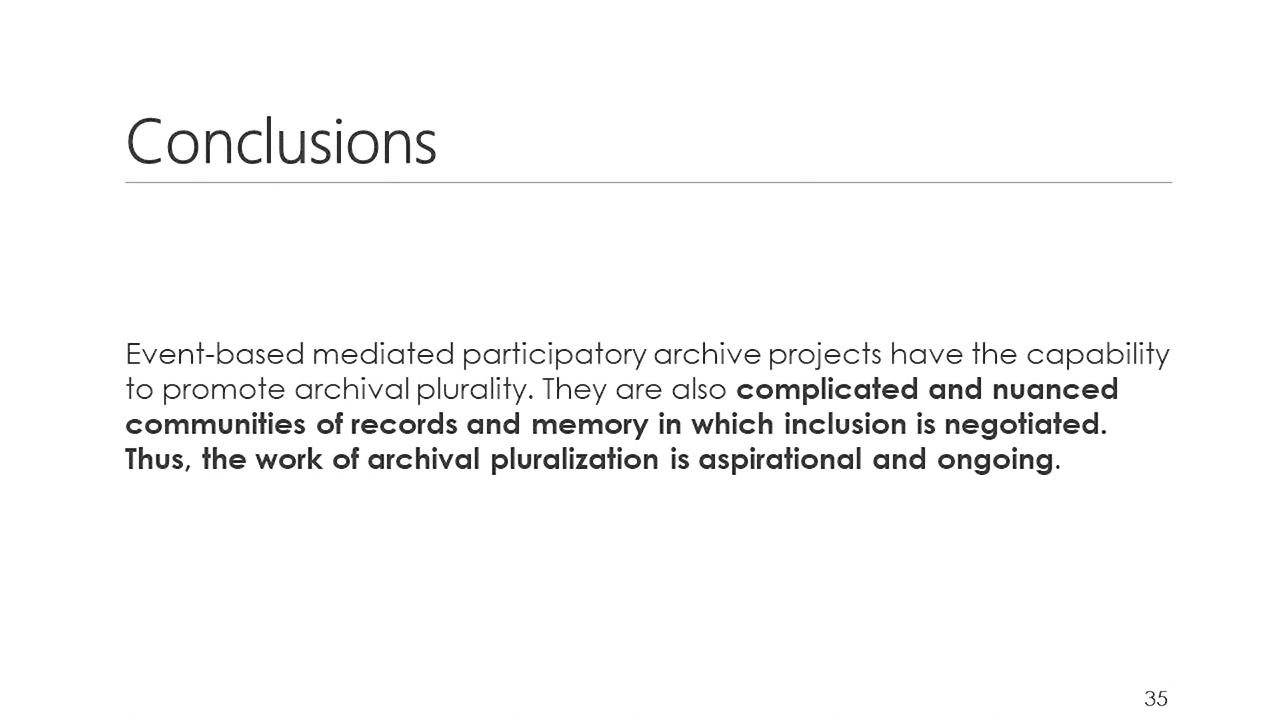 Conclusions
Event-based mediated participatory archive projects have the capability
to promote archival plurality. They are also complicated and nuanced
communities of records and memory in which inclusion is negotiated.
Thus, the work of archival pluralization is aspirational and ongoing.
35